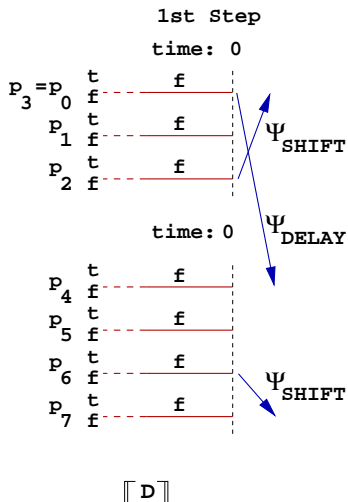 1st Step
time: 0
p3=p0 t f f
p1 t f f
p2 t f f
ΨSHIFT
ΨDELAY
time: 0
p4 t f f
p5 t f f
p6 t f f
ΨSHIFT
p7 t f f
⟦D⟧